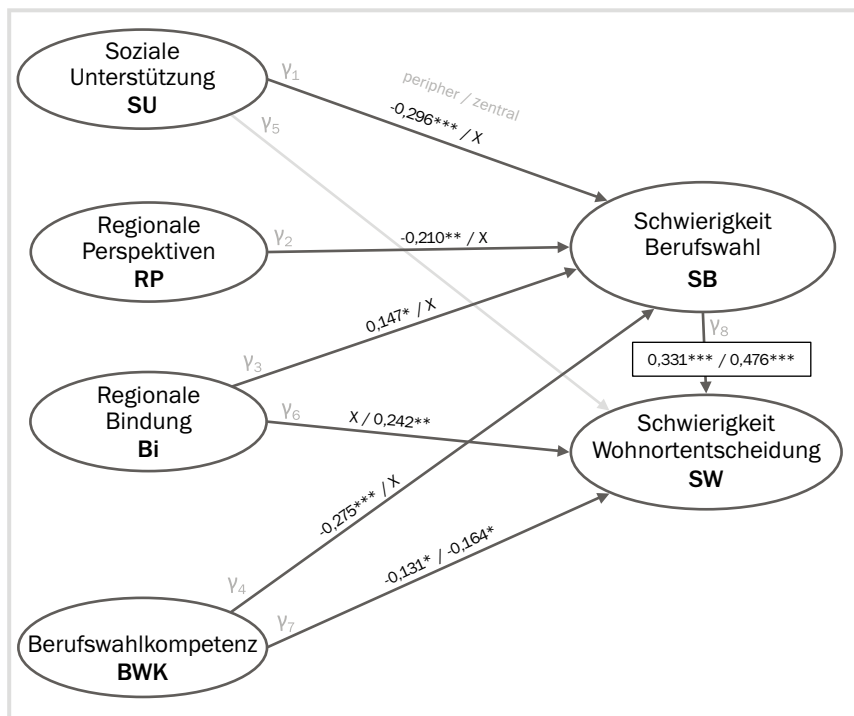 Soziale
Unterstützung
SU
γ1
γ5
peripher / zentral
-0,296*** / X
Regionale
Perspektiven
RP
γ2
-0,210** / X
Schwierigkeit
Berufswahl
SB
0,147* / X
γ3
γ8
0,331*** / 0,476***
Regionale
Bindung
Bi
γ6
X / 0,242**
Schwierigkeit
Wohnortentscheidung
SW
-0,275*** / X
-0,131* / -0,164*
γ4
γ7
Berufswahlkompetenz
BWK